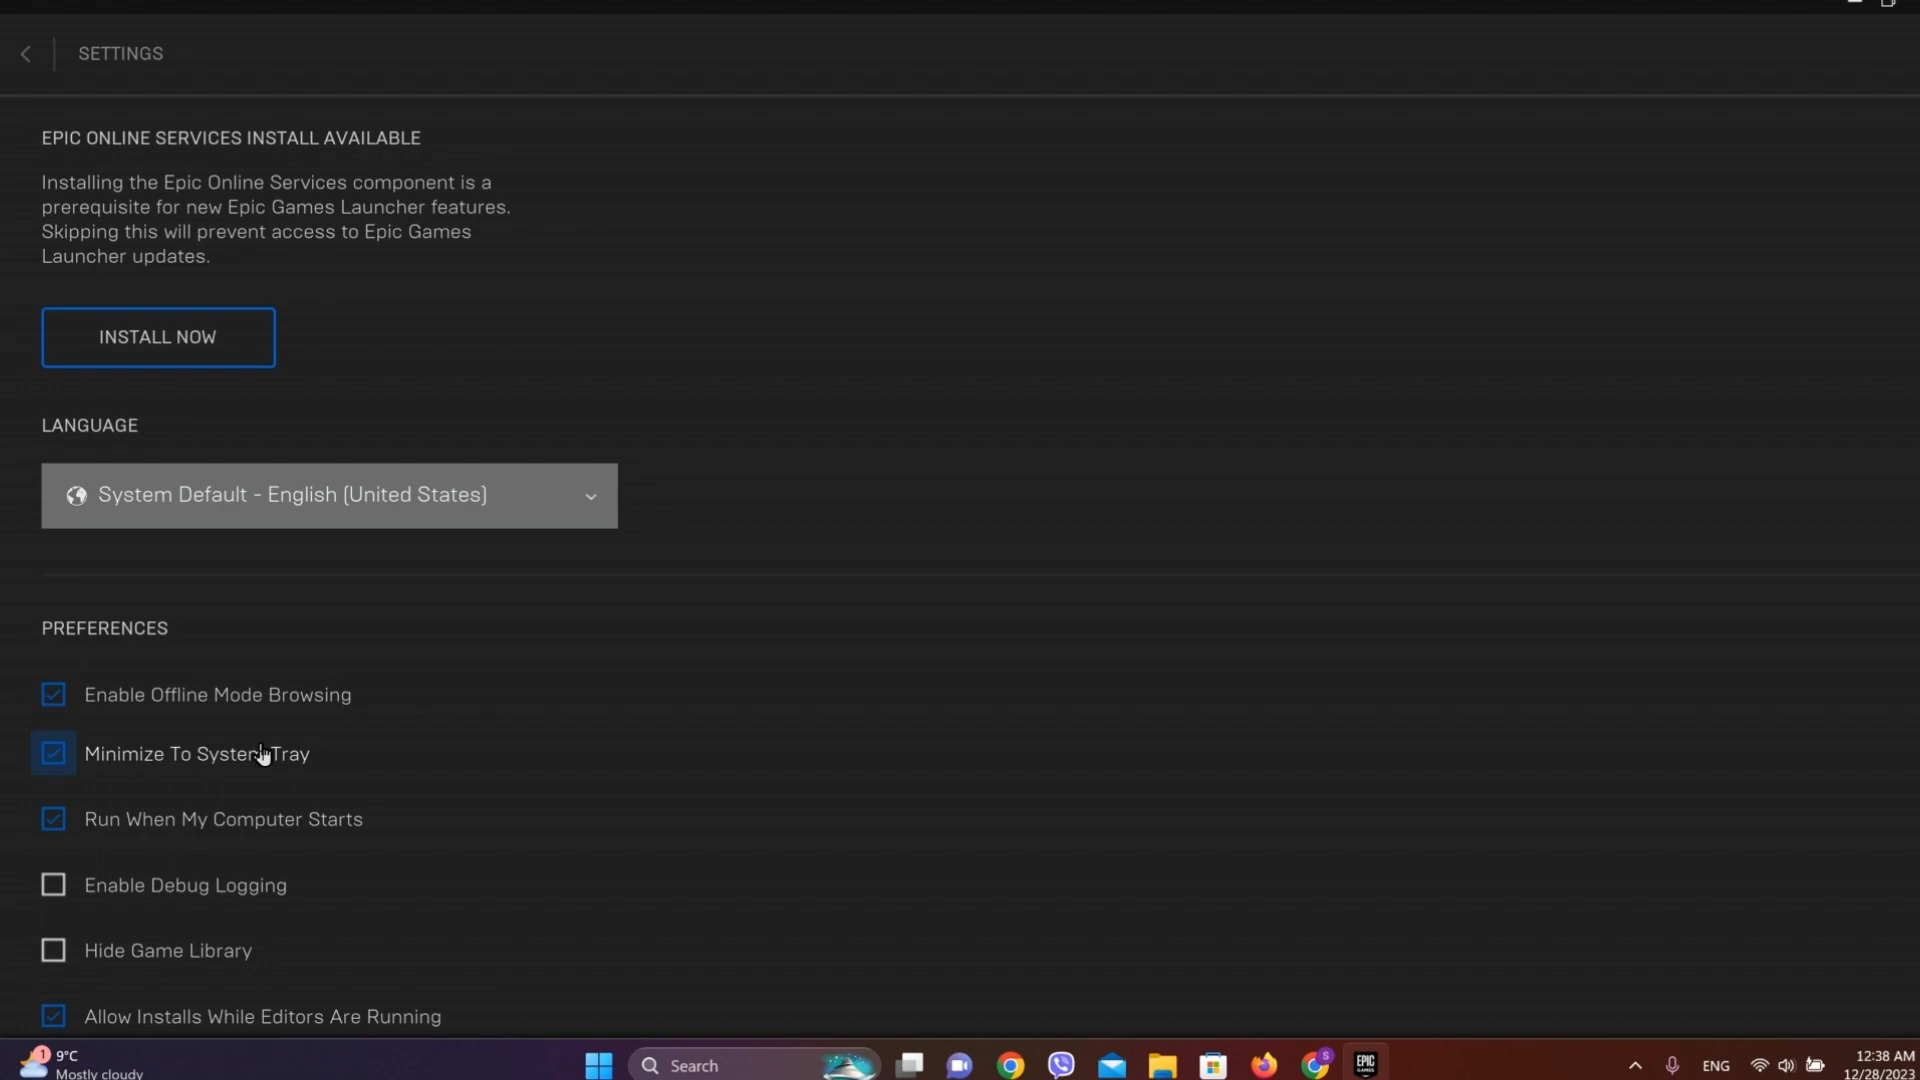 SETTINGS
EPIC ONLINE SERVICES INSTALL AVAILABLE
Installing the Epic Online Services component is a
prerequisite for new Epic Games Launcher features.
Skipping this will prevent access to Epic Games
Launcher updates.
INSTALL NOW
LANGUAGE
System Default - English (United States)
PREFERENCES
Enable Offline Mode Browsing
Minimize To System Tray
Run When My Computer Starts
Enable Debug Logging
Hide Game Library
Allow Installs While Editors Are Running
1
9°C
Mostly cloudy
Search
S
EPIC
GAMES
ENG
12:38 AM
12/28/2023